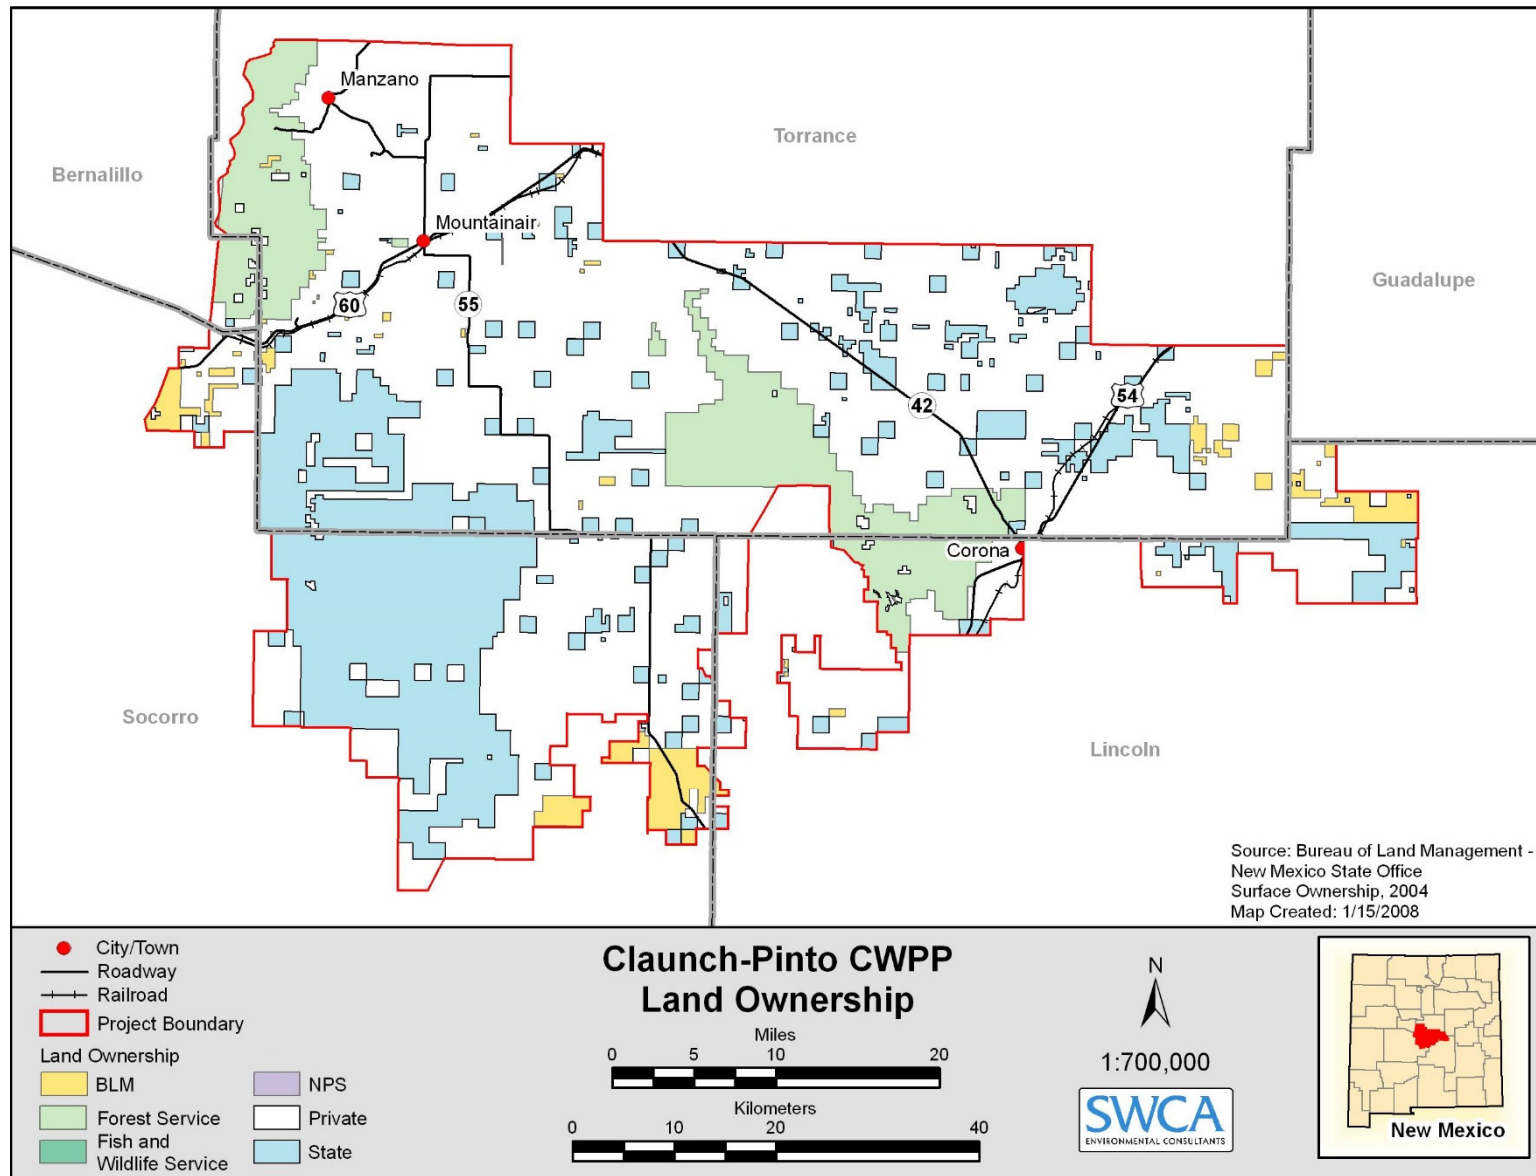 Manzano
Torrance
Bernalillo
Mountainair
Guadalupe
60
55
42
54
Corona
Socorro
Lincoln
Source: Bureau of Land Management -
New Mexico State Office
Surface Ownership, 2004
Map Created: 1/15/2008
City/Town
Roadway
Railroad
Project Boundary
Land Ownership
BLM
Forest Service
Fish and
Wildlife Service
NPS
Private
State
Claunch-Pinto CWPP
Land Ownership
Miles
0 5 10 20
Kilometers
0 10 20 40
N
1:700,000
SWCA
ENVIRONMENTAL CONSULTANTS
New Mexico